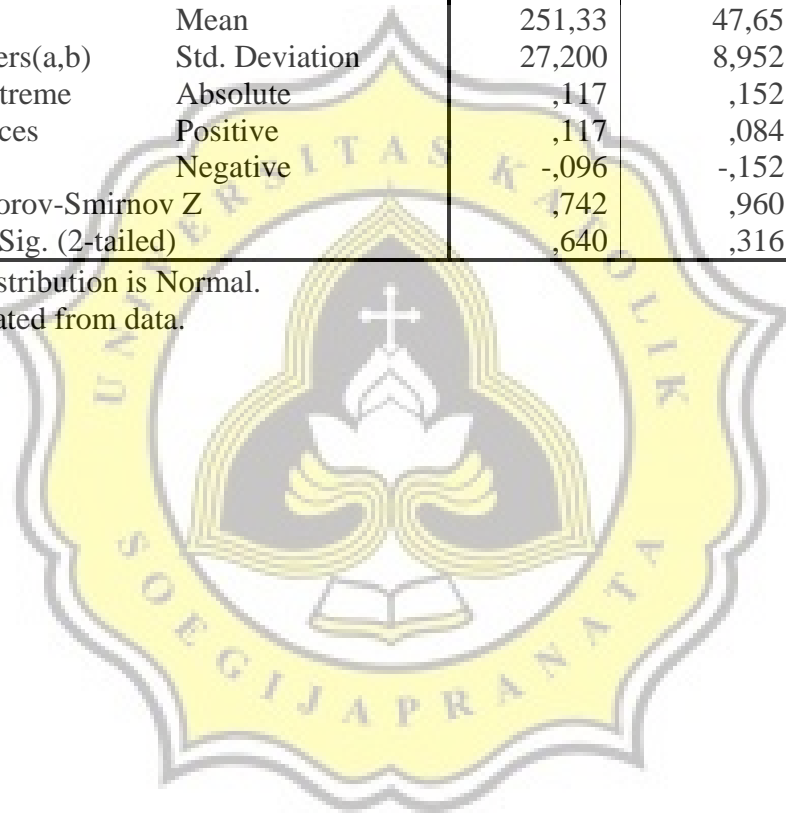 Mean 251,33 47,65
ers(a,b) Std. Deviation 27,200 8,952
treme Absolute ,117 ,152
ces Positive ,117 ,084
Negative -,096 -,152
orov-Smirnov Z ,742 ,960
Sig. (2-tailed) ,640 ,316
stribution is Normal.
ated from data.
UNIVERSITAS KATOLIK
SOEGIJAPRANATA